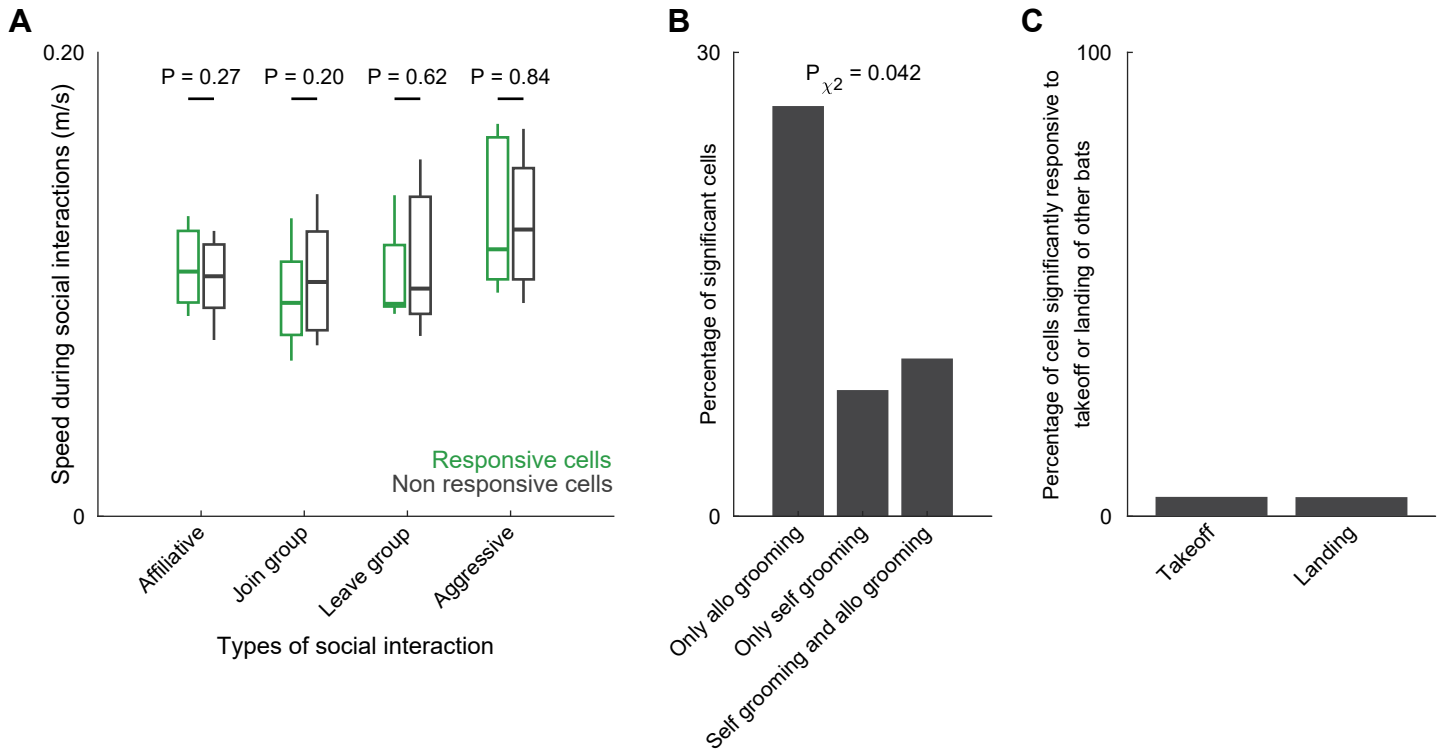 A
0.20
0
Speed during social interactions (m/s)
P = 0.27
P = 0.20
P = 0.62
P = 0.84
Responsive cells
Non responsive cells
Affiliative
Join group
Leave group
Aggressive
Types of social interaction
B
30
0
Percentage of significant cells
P χ2 = 0.042
Only allo grooming
Only self grooming
Self grooming and allo grooming
C
100
0
Percentage of cells significantly responsive to
takeoff or landing of other bats
Takeoff
Landing